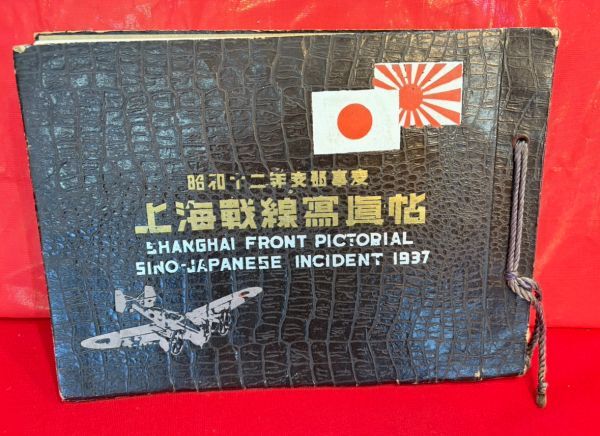 昭和十二年支那事変
上海戰線寫眞帖
SHANGHAI FRONT PICTORIAL
SINO-JAPANESE INCIDENT 1937